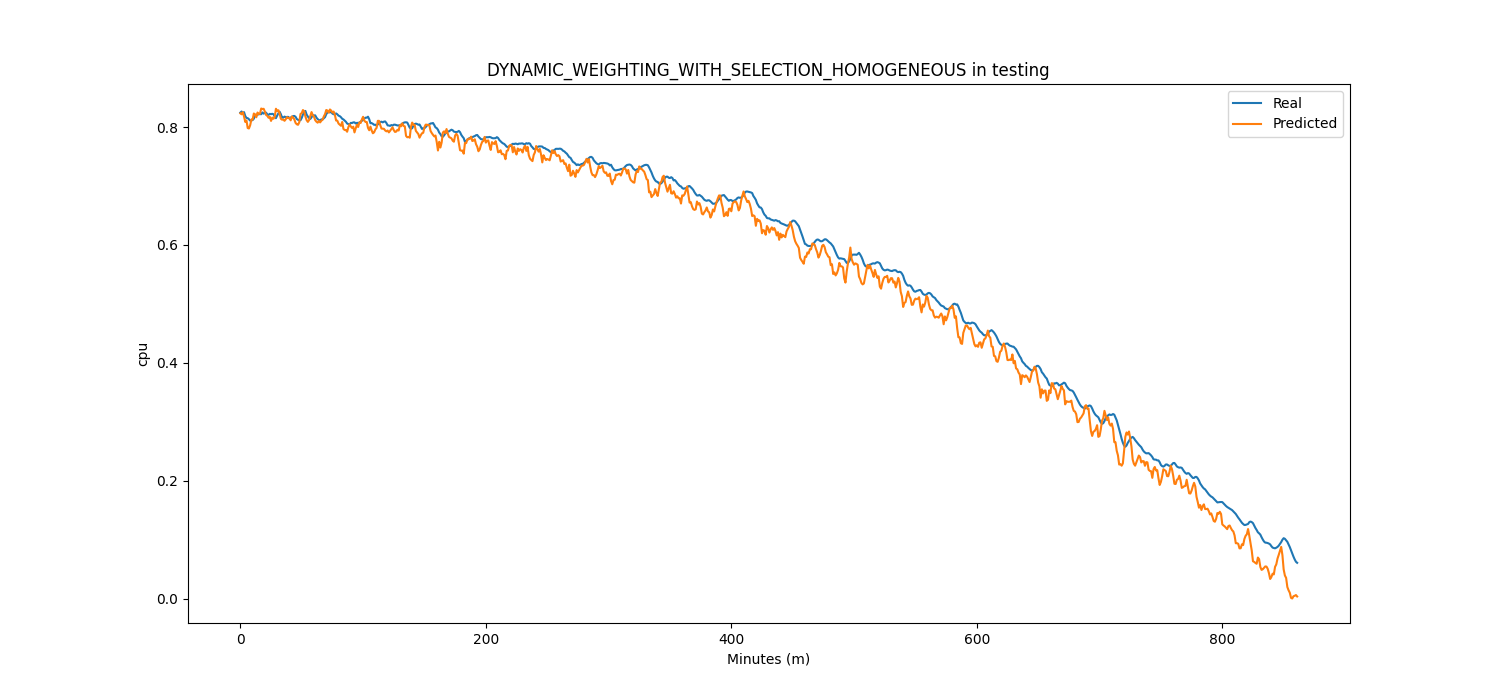 DYNAMIC_WEIGHTING_WITH_SELECTION_HOMOGENEOUS in testing
Real
Predicted
cpu
0.8
0.6
0.4
0.2
0.0
0 200 400 600 800
Minutes (m)